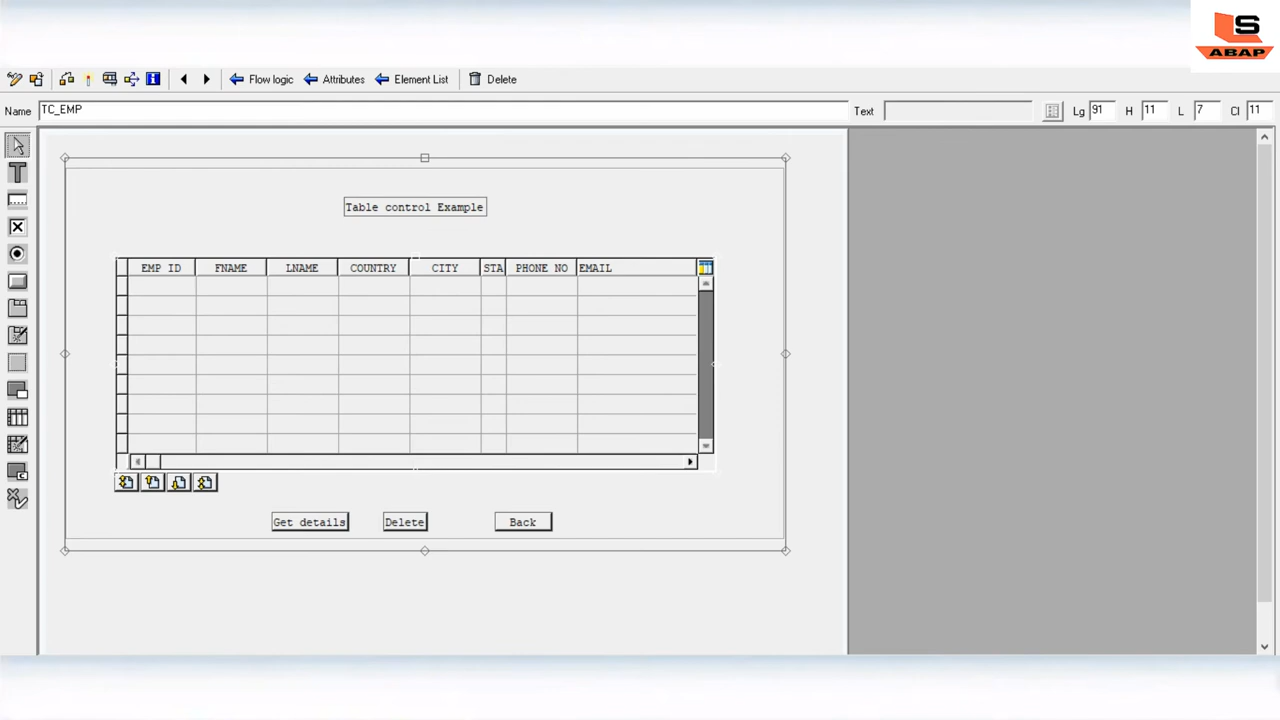 S
ABAP
Flow logic Attributes Element List Delete
Name TC_EMP Text Lg 91 H 11 L 7 Cl 11
Table control Example
EMP ID FNAME LNAME COUNTRY CITY STA PHONE NO EMAIL
Get details Delete Back